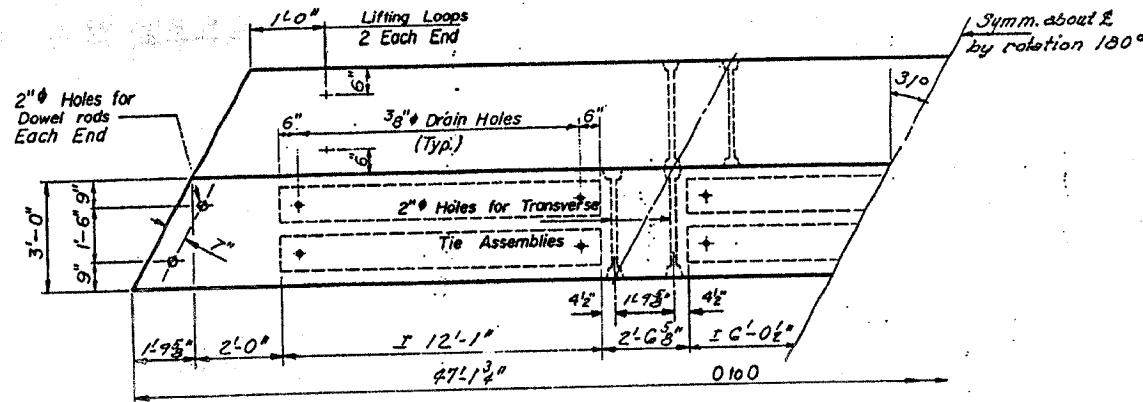 1'-0"
Lifting Loops
2 Each End
Symm. about ℄
by rotation 180°
31°
2"φ Holes for
Dowel rods
Each End
6"
6"
3/8"φ Drain Holes
(Typ.)
6"
6"
3'-0"
9"
1'-6"
9"
7"
2"φ Holes for Transverse
Tie Assemblies
4½"
1'-9⅝"
4½"
1'-9⅝"
2'-0"
I 12'-1"
2'-6⅝"
I 6'-0½"
47'-1¾"
0 to 0